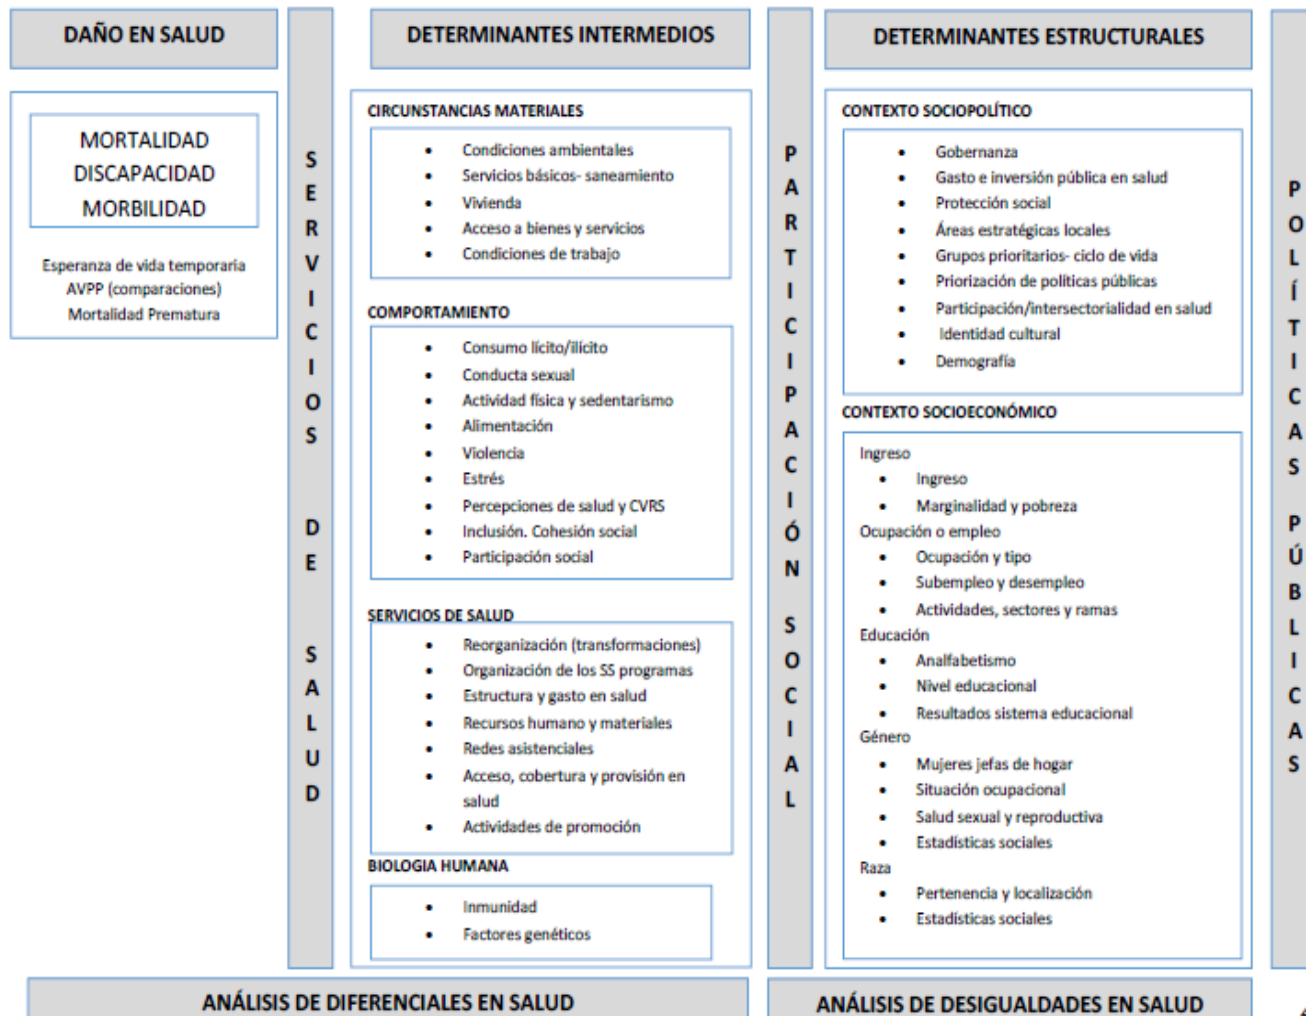 DAÑO EN SALUD
MORTALIDAD
DISCAPACIDAD
MORBILIDAD
Esperanza de vida temporaria
AVPP (comparaciones)
Mortalidad Prematura
SERVICIOS DE SALUD
DETERMINANTES INTERMEDIOS
CIRCUNSTANCIAS MATERIALES
• Condiciones ambientales
• Servicios básicos- saneamiento
• Vivienda
• Acceso a bienes y servicios
• Condiciones de trabajo
COMPORTAMIENTO
• Consumo lícito/ilícito
• Conducta sexual
• Actividad física y sedentarismo
• Alimentación
• Violencia
• Estrés
• Percepciones de salud y CVRS
• Inclusión. Cohesión social
• Participación social
SERVICIOS DE SALUD
• Reorganización (transformaciones)
• Organización de los SS programas
• Estructura y gasto en salud
• Recursos humano y materiales
• Redes asistenciales
• Acceso, cobertura y provisión en
salud
• Actividades de promoción
BIOLOGIA HUMANA
• Inmunidad
• Factores genéticos
PARTICIPACIÓN SOCIAL
DETERMINANTES ESTRUCTURALES
CONTEXTO SOCIOPOLÍTICO
• Gobernanza
• Gasto e inversión pública en salud
• Protección social
• Áreas estratégicas locales
• Grupos prioritarios- ciclo de vida
• Priorización de políticas públicas
• Participación/intersectorialidad en salud
• Identidad cultural
• Demografía
CONTEXTO SOCIOECONÓMICO
Ingreso
• Ingreso
• Marginalidad y pobreza
Ocupación o empleo
• Ocupación y tipo
• Subempleo y desempleo
• Actividades, sectores y ramas
Educación
• Analfabetismo
• Nivel educacional
• Resultados sistema educacional
Género
• Mujeres jefas de hogar
• Situación ocupacional
• Salud sexual y reproductiva
• Estadísticas sociales
Raza
• Pertenencia y localización
• Estadísticas sociales
POLÍTICAS PÚBLICAS
ANÁLISIS DE DIFERENCIALES EN SALUD
ANÁLISIS DE DESIGUALDADES EN SALUD